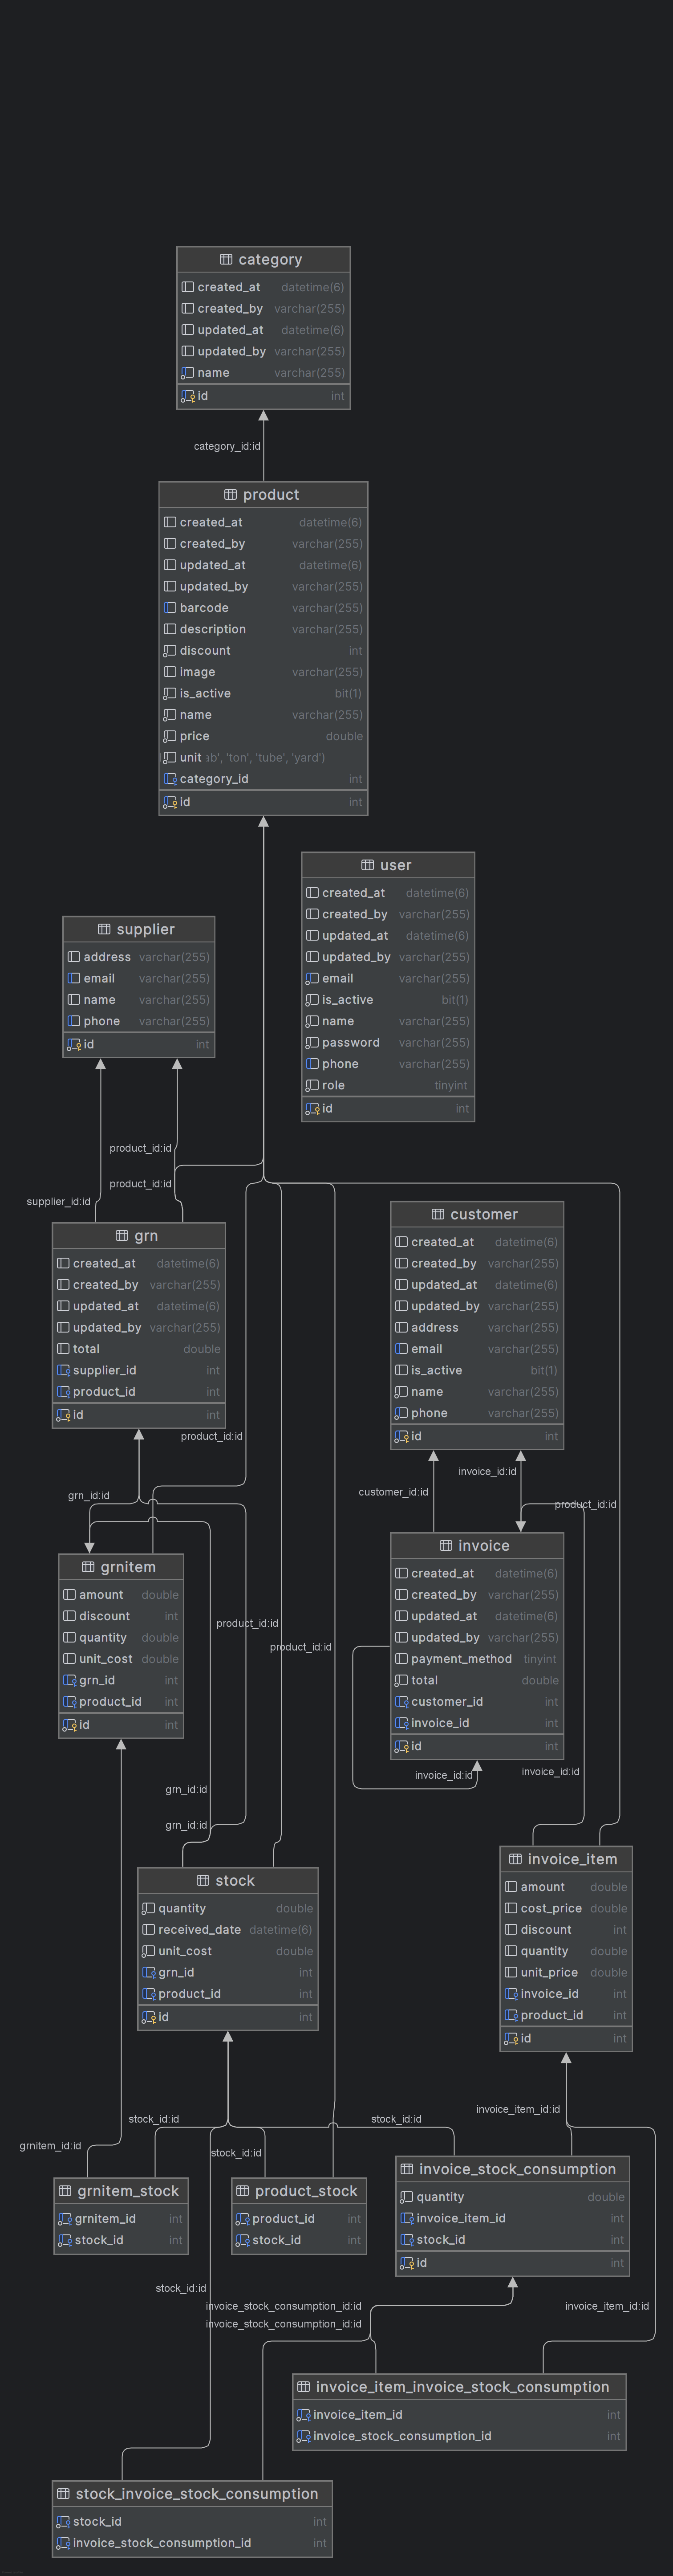 category
created_at datetime(6)
created_by varchar(255)
updated_at datetime(6)
updated_by varchar(255)
name varchar(255)
id int
category_id:id
product
created_at datetime(6)
created_by varchar(255)
updated_at datetime(6)
updated_by varchar(255)
barcode varchar(255)
description varchar(255)
discount int
image varchar(255)
is_active bit(1)
name varchar(255)
price double
unit ab', 'ton', 'tube', 'yard')
category_id int
id int
user
created_at datetime(6)
created_by varchar(255)
updated_at datetime(6)
updated_by varchar(255)
email varchar(255)
is_active bit(1)
name varchar(255)
password varchar(255)
phone varchar(255)
role tinyint
id int
supplier
address varchar(255)
email varchar(255)
name varchar(255)
phone varchar(255)
id int
product_id:id
product_id:id
supplier_id:id
grn
created_at datetime(6)
created_by varchar(255)
updated_at datetime(6)
updated_by varchar(255)
total double
supplier_id int
product_id int
id int
customer
created_at datetime(6)
created_by varchar(255)
updated_at datetime(6)
updated_by varchar(255)
address varchar(255)
email varchar(255)
is_active bit(1)
name varchar(255)
phone varchar(255)
id int
product_id:id
invoice_id:id
customer_id:id
grn_id:id
product_id:id
invoice
created_at datetime(6)
created_by varchar(255)
updated_at datetime(6)
updated_by varchar(255)
payment_method tinyint
total double
customer_id int
invoice_id int
id int
grnitem
amount double
discount int
quantity double
unit_cost double
grn_id int
product_id int
id int
product_id:id
product_id:id
invoice_id:id
invoice_id:id
grn_id:id
grn_id:id
stock
quantity double
received_date datetime(6)
unit_cost double
grn_id int
product_id int
id int
invoice_item
amount double
cost_price double
discount int
quantity double
unit_price double
invoice_id int
product_id int
id int
invoice_item_id:id
stock_id:id
stock_id:id
grnitem_id:id
stock_id:id
grnitem_stock
grnitem_id int
stock_id int
product_stock
product_id int
stock_id int
invoice_stock_consumption
quantity double
invoice_item_id int
stock_id int
id int
stock_id:id
invoice_stock_consumption_id:id
invoice_item_id:id
invoice_stock_consumption_id:id
invoice_item_invoice_stock_consumption
invoice_item_id int
invoice_stock_consumption_id int
stock_invoice_stock_consumption
stock_id int
invoice_stock_consumption_id int